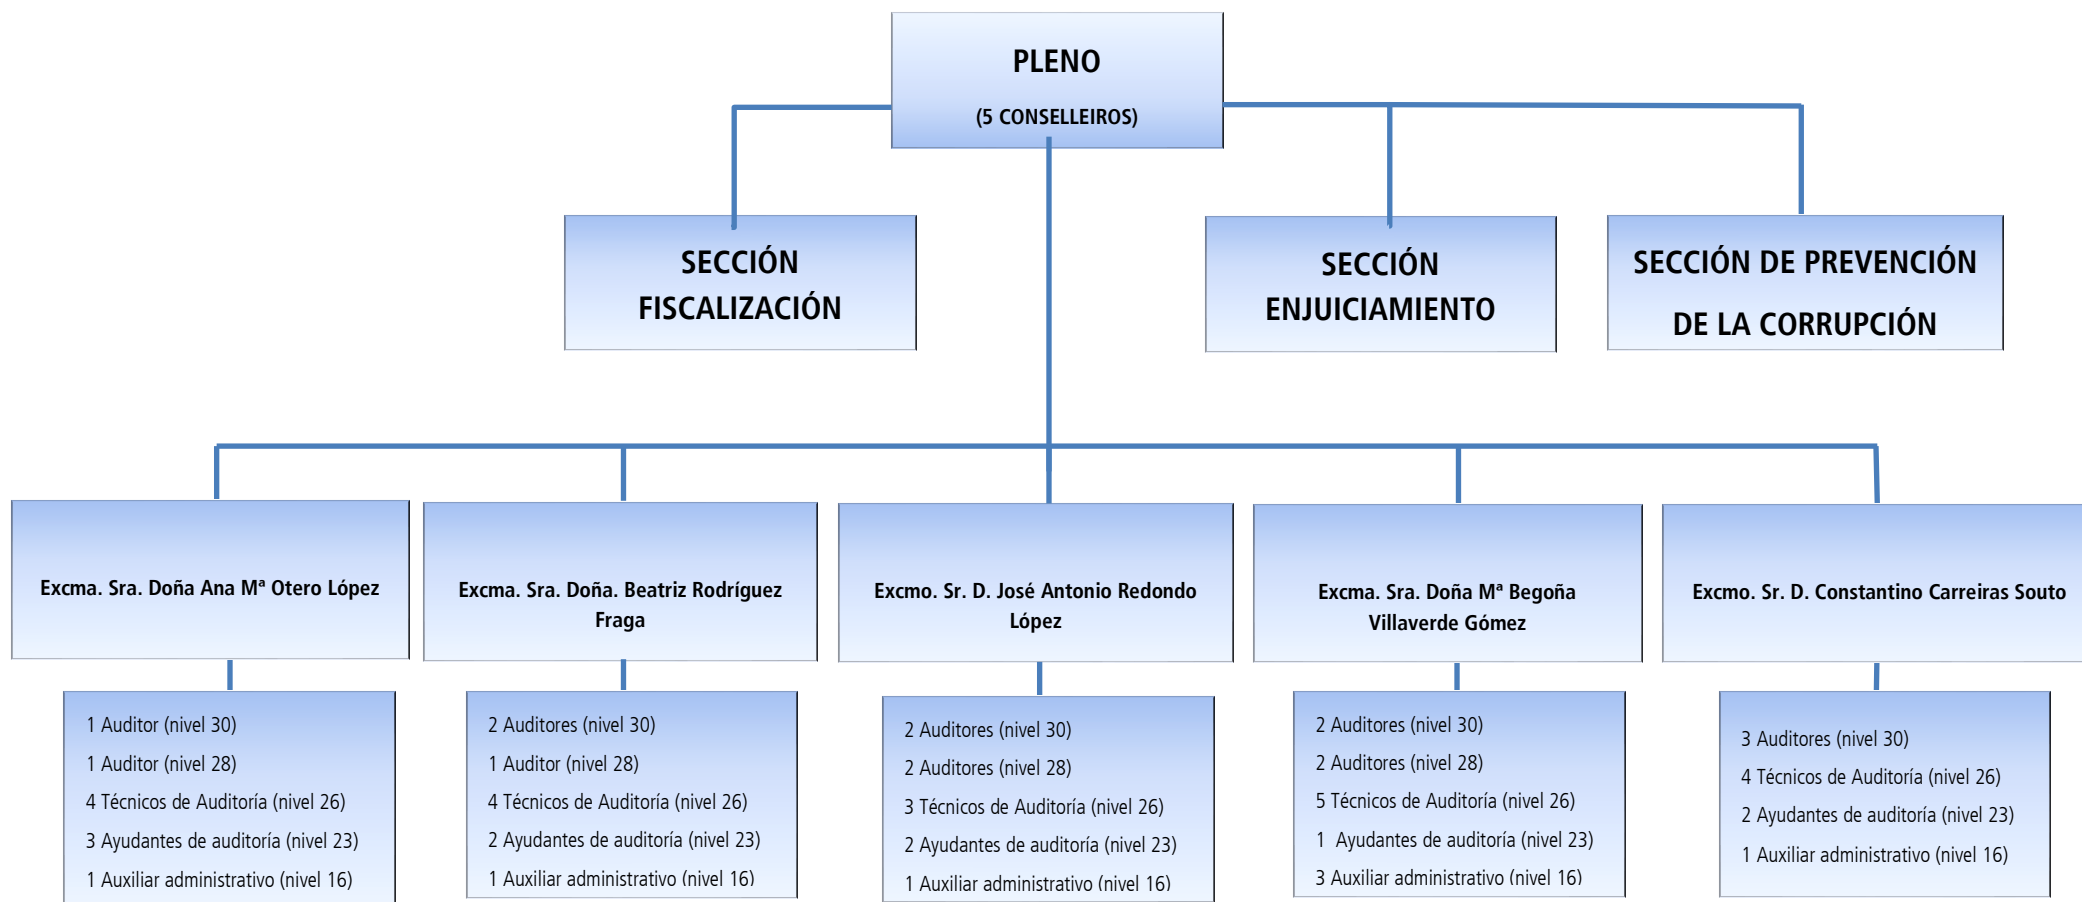 PLENO
(5 CONSELLEIROS)
SECCIÓN
FISCALIZACIÓN
SECCIÓN
ENJUICIAMIENTO
SECCIÓN DE PREVENCIÓN
DE LA CORRUPCIÓN
Excma. Sra. Doña Ana Mª Otero López
Excma. Sra. Doña. Beatriz Rodríguez
Fraga
Excmo. Sr. D. José Antonio Redondo
López
Excma. Sra. Doña Mª Begoña
Villaverde Gómez
Excmo. Sr. D. Constantino Carreiras Souto
1 Auditor (nivel 30)
1 Auditor (nivel 28)
4 Técnicos de Auditoría (nivel 26)
3 Ayudantes de auditoría (nivel 23)
1 Auxiliar administrativo (nivel 16)
2 Auditores (nivel 30)
1 Auditor (nivel 28)
4 Técnicos de Auditoría (nivel 26)
2 Ayudantes de auditoría (nivel 23)
1 Auxiliar administrativo (nivel 16)
2 Auditores (nivel 30)
2 Auditores (nivel 28)
3 Técnicos de Auditoría (nivel 26)
2 Ayudantes de auditoría (nivel 23)
1 Auxiliar administrativo (nivel 16)
2 Auditores (nivel 30)
2 Auditores (nivel 28)
5 Técnicos de Auditoría (nivel 26)
1 Ayudantes de auditoría (nivel 23)
3 Auxiliar administrativo (nivel 16)
3 Auditores (nivel 30)
4 Técnicos de Auditoría (nivel 26)
2 Ayudantes de auditoría (nivel 23)
1 Auxiliar administrativo (nivel 16)